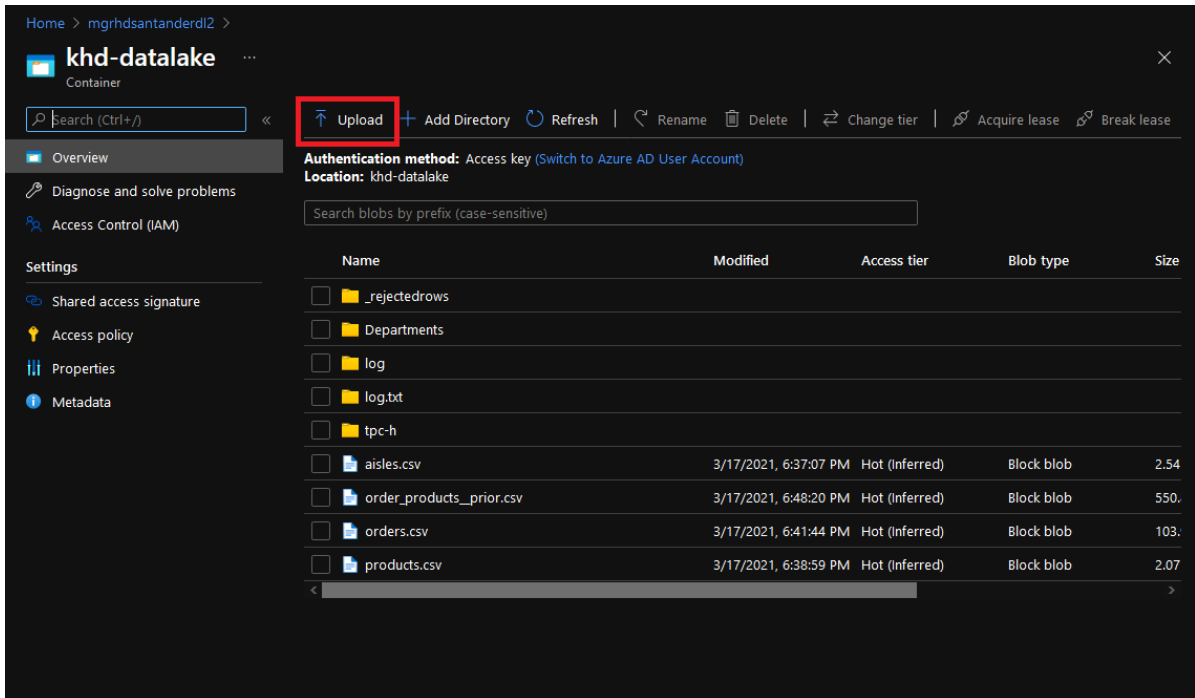 Home > mgrhdsantanderdl2 >
khd-datalake ...
Container
Search (Ctrl+/) «
Overview
Diagnose and solve problems
Access Control (IAM)
Settings
Shared access signature
Access policy
Properties
Metadata
Upload + Add Directory Refresh | Rename Delete | Change tier | Acquire lease Break lease
Authentication method: Access key (Switch to Azure AD User Account)
Location: khd-datalake
Search blobs by prefix (case-sensitive)
Name Modified Access tier Blob type Size
_rejectedrows
Departments
log
log.txt
tpc-h
aisles.csv 3/17/2021, 6:37:07 PM Hot (Inferred) Block blob 2.54
order_products__prior.csv 3/17/2021, 6:48:20 PM Hot (Inferred) Block blob 550.
orders.csv 3/17/2021, 6:41:44 PM Hot (Inferred) Block blob 103.
products.csv 3/17/2021, 6:38:59 PM Hot (Inferred) Block blob 2.07